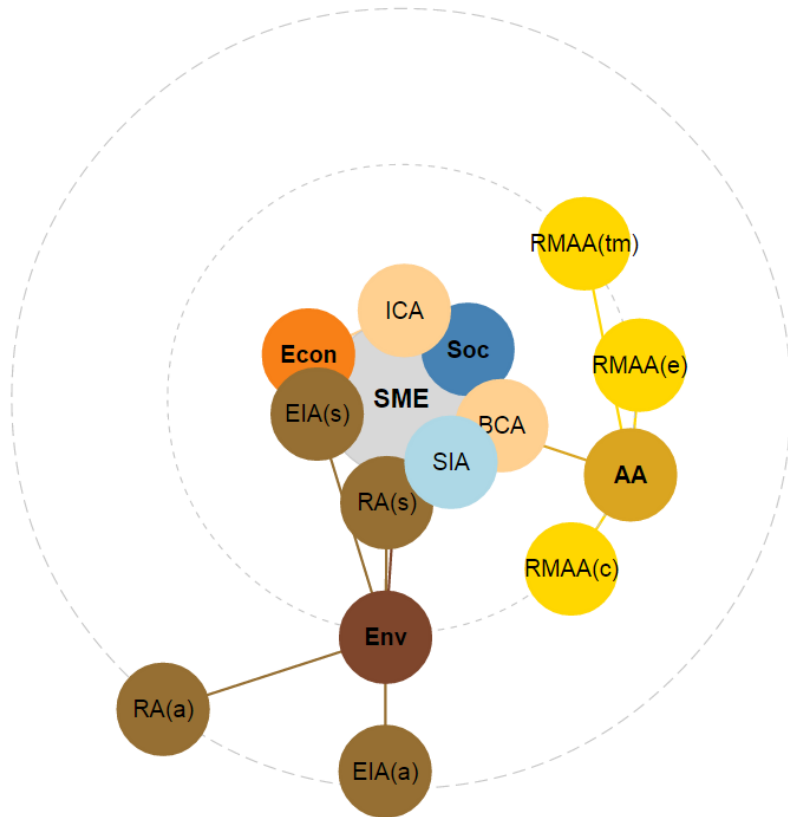 RMAA(tm)
ICA
Econ
Soc
RMAA(e)
SME
EIA(s)
BCA
SIA
AA
RA(s)
RMAA(c)
Env
RA(a)
EIA(a)